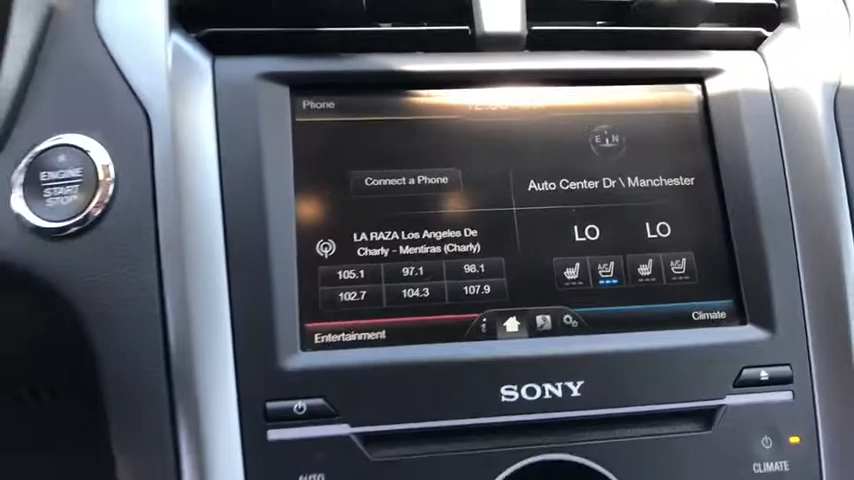 Phone
E N
ENGINE
START
STOP
Connect a Phone
Auto Center Dr \ Manchester
LA RAZA Los Angeles De
Charly - Mentiras (Charly)
LO LO
A/C A/C
105.1 97.1 98.1
102.7 104.3 107.9
Entertainment
i
Climate
SONY
AUTO
CLIMATE